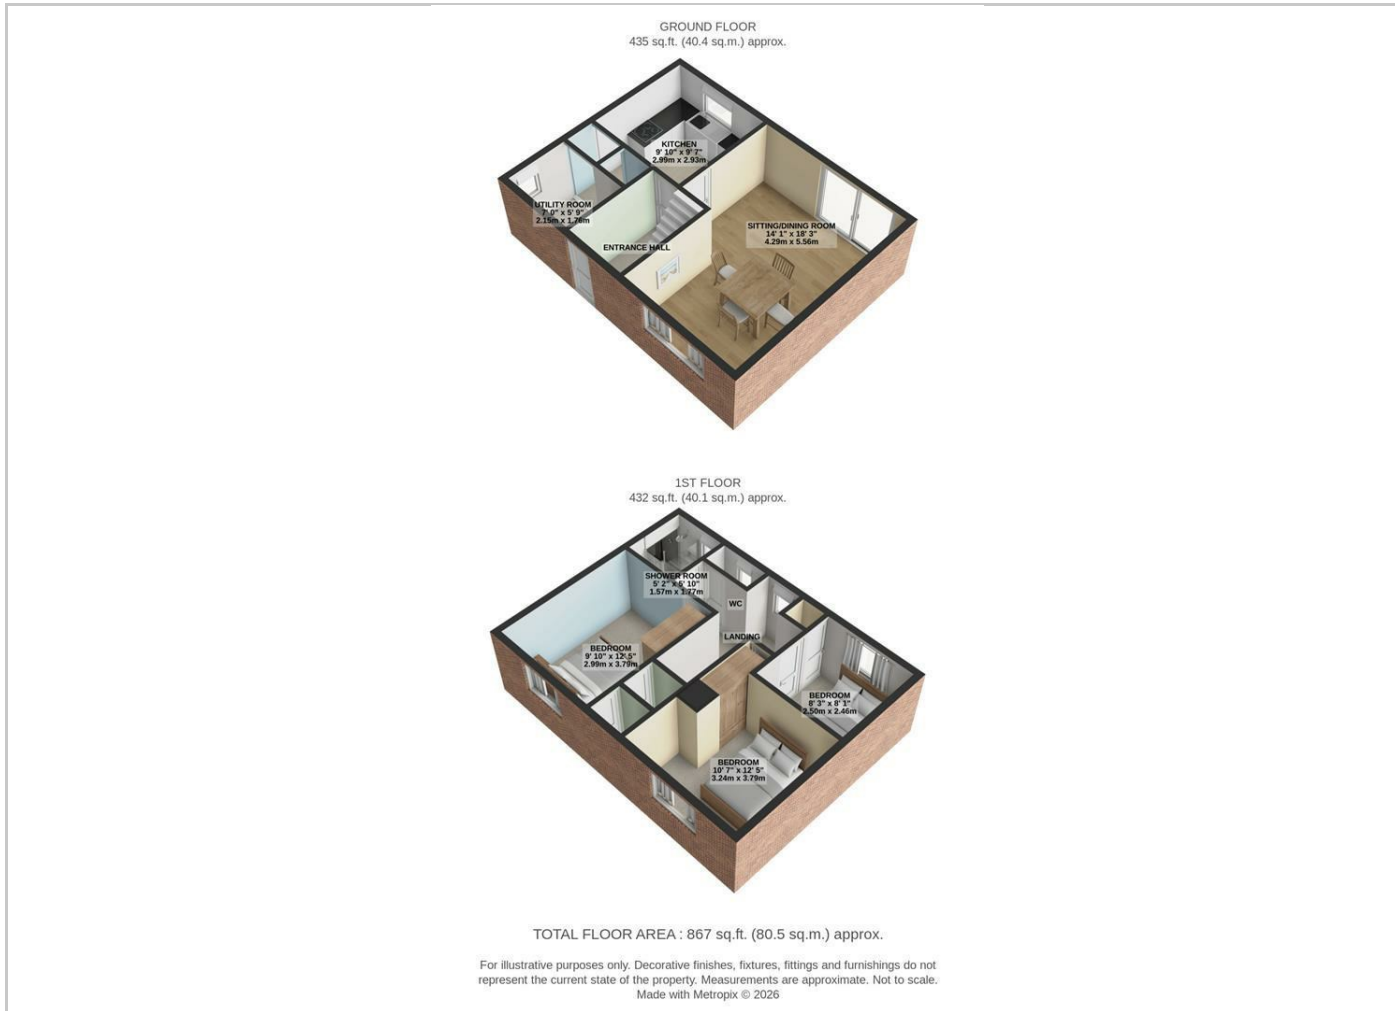 GROUND FLOOR
435 sq.ft. (40.4 sq.m.) approx.
KITCHEN
9' 10" x 9' 7"
2.99m x 2.93m
UTILITY ROOM
7' 0" x 5' 9"
2.15m x 1.76m
ENTRANCE HALL
SITTING/DINING ROOM
14' 1" x 18' 3"
4.29m x 5.56m
1ST FLOOR
432 sq.ft. (40.1 sq.m.) approx.
SHOWER ROOM
5' 2" x 5' 10"
1.57m x 1.77m
WC
LANDING
BEDROOM
9' 10" x 12' 5"
2.99m x 3.79m
BEDROOM
8' 3" x 8' 1"
2.50m x 2.46m
BEDROOM
10' 7" x 12' 5"
3.24m x 3.79m
TOTAL FLOOR AREA : 867 sq.ft. (80.5 sq.m.) approx.
For illustrative purposes only. Decorative finishes, fixtures, fittings and furnishings do not
represent the current state of the property. Measurements are approximate. Not to scale.
Made with Metropix © 2026